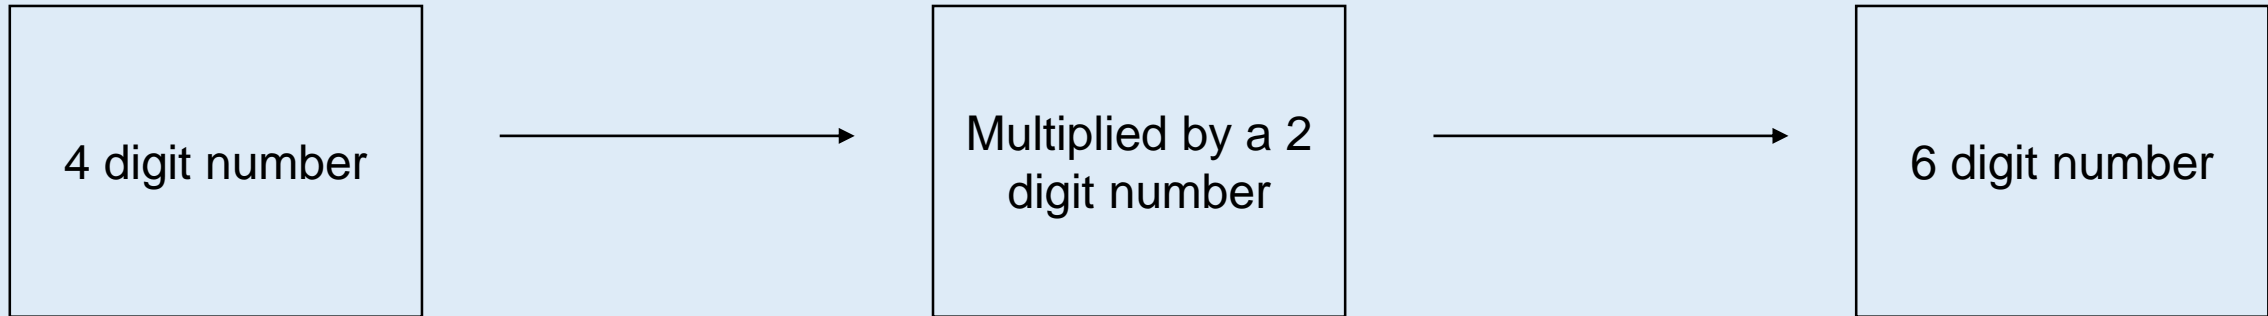 4 digit number
Multiplied by a 2
digit number
6 digit number